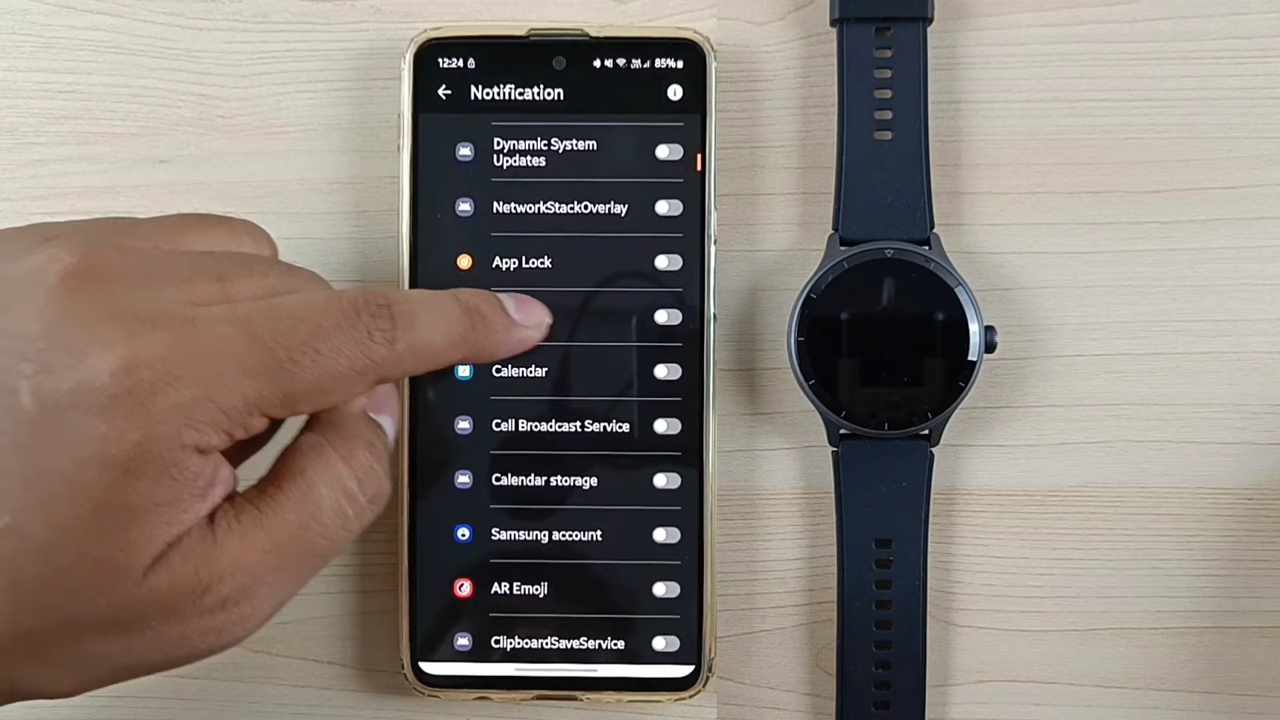 12:24 85%
Notification
Dynamic System
Updates
NetworkStackOverlay
App Lock
Calendar
Cell Broadcast Service
Calendar storage
Samsung account
AR Emoji
ClipboardSaveService